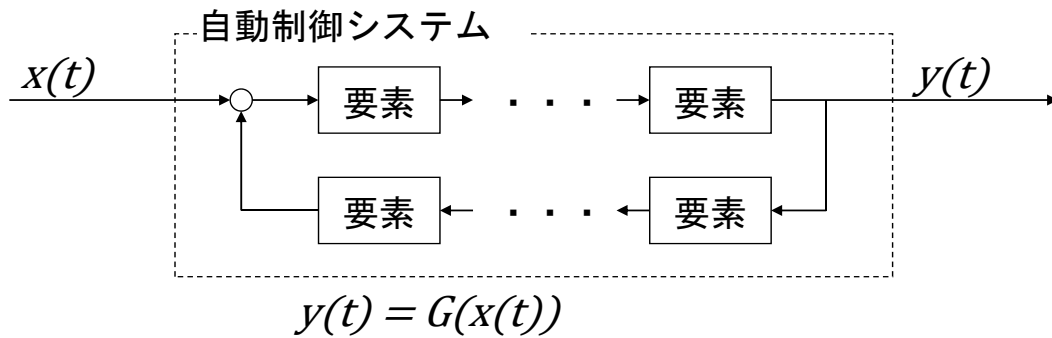 自動制御システム
x(t)
y(t)
要素 ・・・ 要素
要素 ・・・ 要素
y(t) = G(x(t))